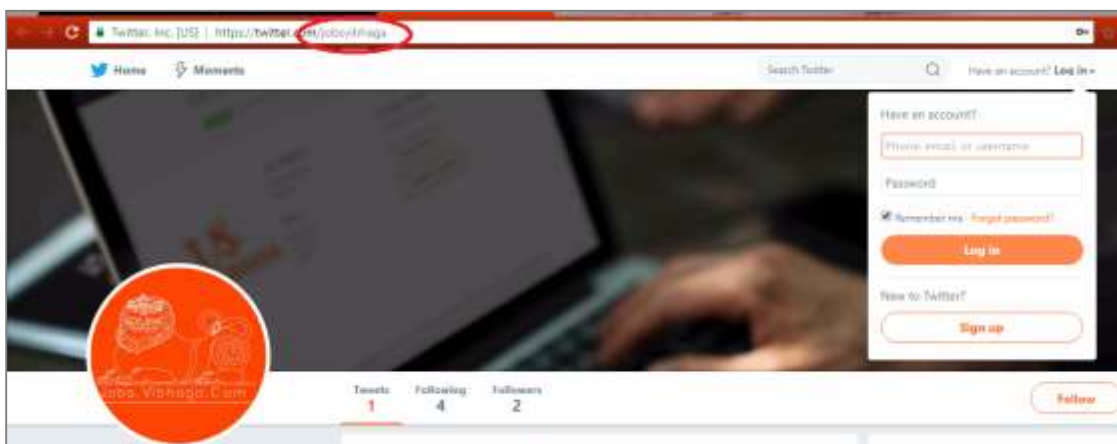 Twitter, Inc. [US] | https://twitter.com/jobsvibhaga
Home Moments Search Twitter Have an account? Log in
Have an account?
Phone, email or username
Password
Remember me · Forgot password?
Log in
New to Twitter?
Sign up
Jobs.Vibhaga.Com
Tweets Following Followers
1 4 2
Follow